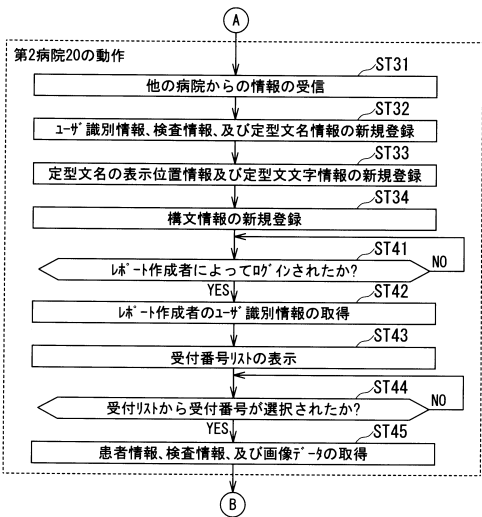 A
第2病院20の動作
ST31
他の病院からの情報の受信
ST32
ﾕｰｻﾞ識別情報、検査情報、及び定型文名情報の新規登録
ST33
定型文名の表示位置情報及び定型文文字情報の新規登録
ST34
構文情報の新規登録
ST41
ﾚﾎﾟｰﾄ作成者によってﾛｸﾞｲﾝされたか?
NO
YES
ST42
ﾚﾎﾟｰﾄ作成者のﾕｰｻﾞ識別情報の取得
ST43
受付番号ﾘｽﾄの表示
ST44
受付ﾘｽﾄから受付番号が選択されたか?
NO
YES
ST45
患者情報、検査情報、及び画像ﾃﾞｰﾀの取得
B